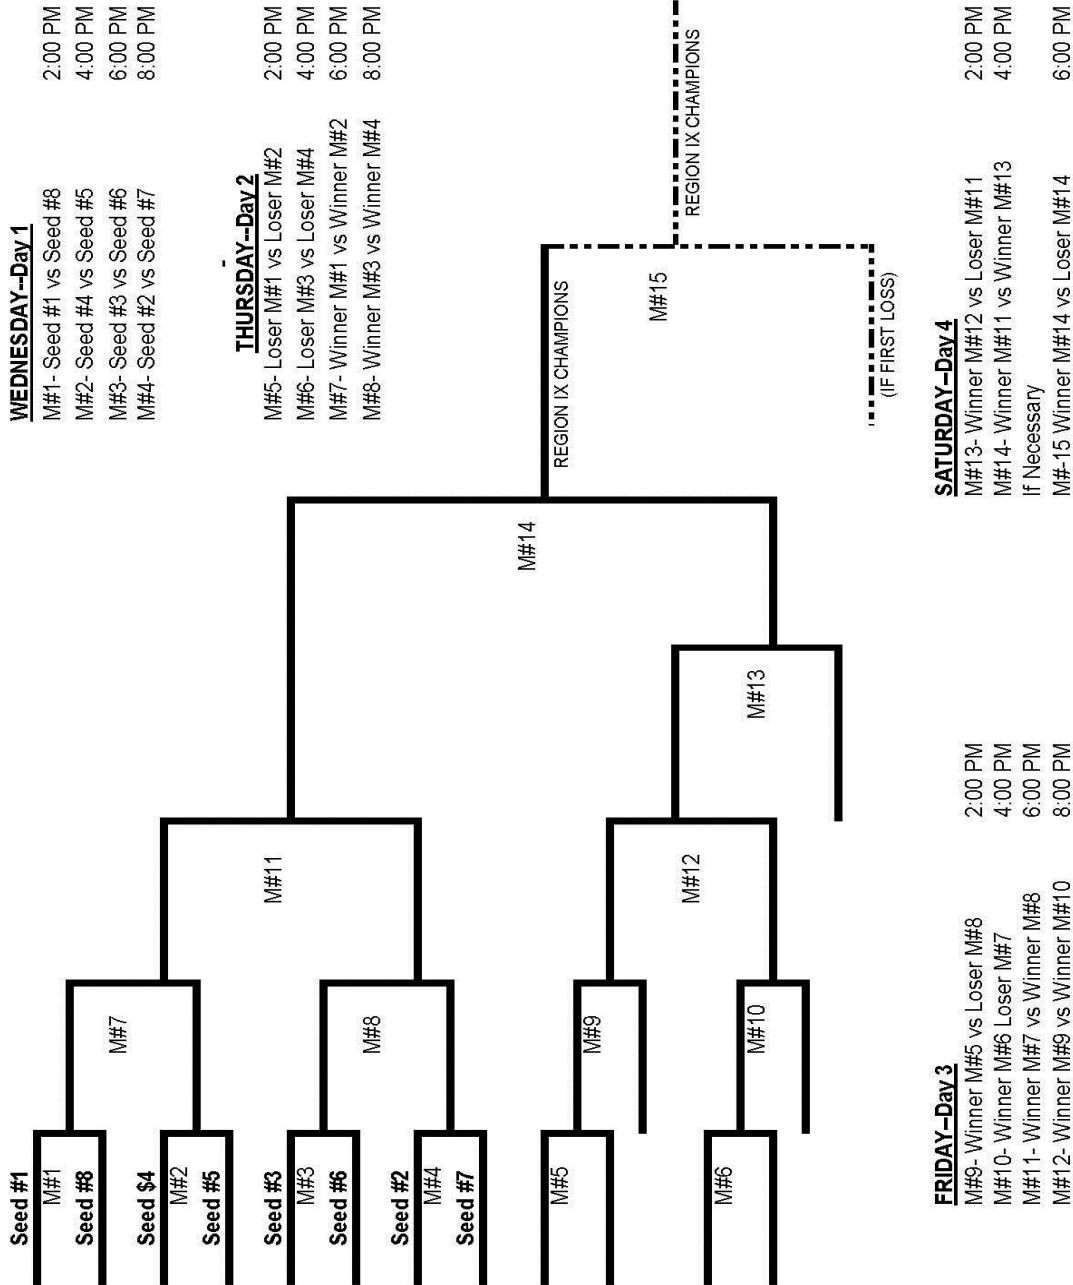 WEDNESDAY--Day 1
M#1- Seed #1 vs Seed #8 2:00 PM
M#2- Seed #4 vs Seed #5 4:00 PM
M#3- Seed #3 vs Seed #6 6:00 PM
M#4- Seed #2 vs Seed #7 8:00 PM
-
THURSDAY--Day 2
M#5- Loser M#1 vs Loser M#2 2:00 PM
M#6- Loser M#3 vs Loser M#4 4:00 PM
M#7- Winner M#1 vs Winner M#2 6:00 PM
M#8- Winner M#3 vs Winner M#4 8:00 PM
Seed #1
M#1
Seed #8
Seed $4
M#2
Seed #5
Seed #3
M#3
Seed #6
Seed #2
M#4
Seed #7
M#5
M#6
M#7
M#8
M#9
M#10
M#11
M#12
M#13
M#14
REGION IX CHAMPIONS
M#15
REGION IX CHAMPIONS
(IF FIRST LOSS)
FRIDAY--Day 3
M#9- Winner M#5 vs Loser M#8 2:00 PM
M#10- Winner M#6 Loser M#7 4:00 PM
M#11- Winner M#7 vs Winner M#8 6:00 PM
M#12- Winner M#9 vs Winner M#10 8:00 PM
SATURDAY--Day 4
M#13- Winner M#12 vs Loser M#11 2:00 PM
M#14- Winner M#11 vs Winner M#13 4:00 PM
If Necessary
M#-15 Winner M#14 vs Loser M#14 6:00 PM